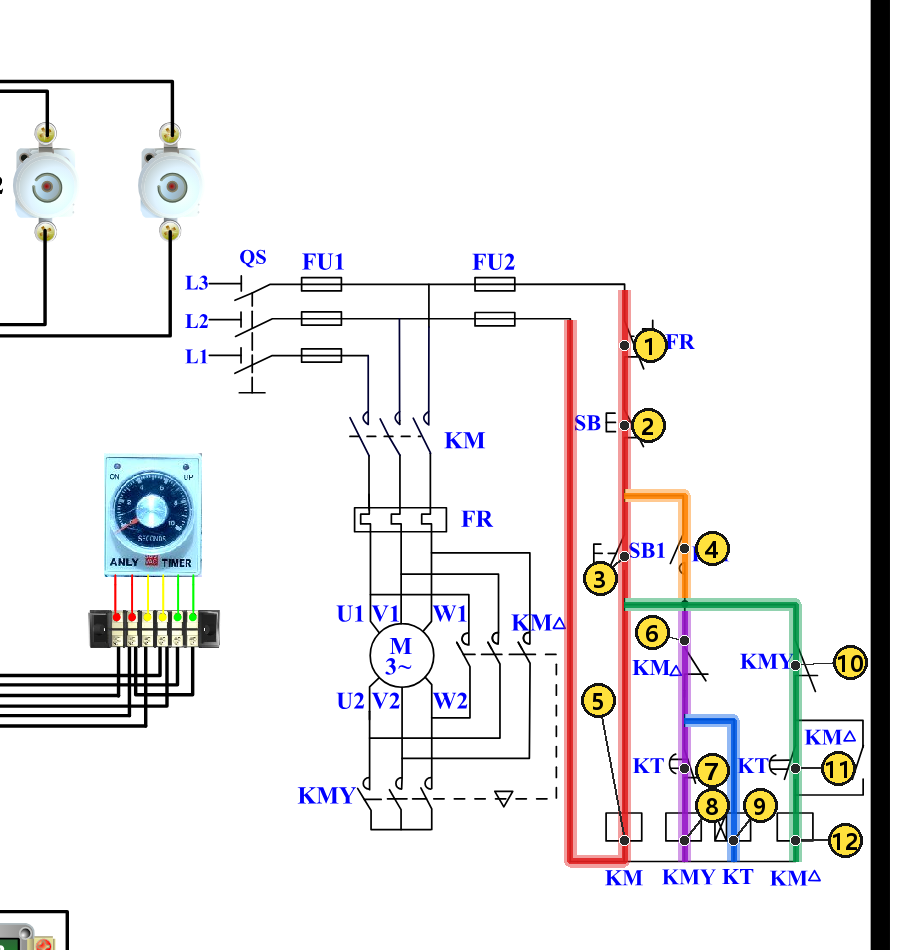 2
QS
FU1
FU2
L3
L2
L1
1
FR
SB
2
KM
ON
UP
SECONDS
ANLY
TIMER
FR
SB1
4
3
U1
V1
W1
KM△
M
3~
6
KM△
KMY
10
U2
V2
W2
5
KM△
KT
7
KT
11
KMY
8
9
12
KM
KMY
KT
KM△